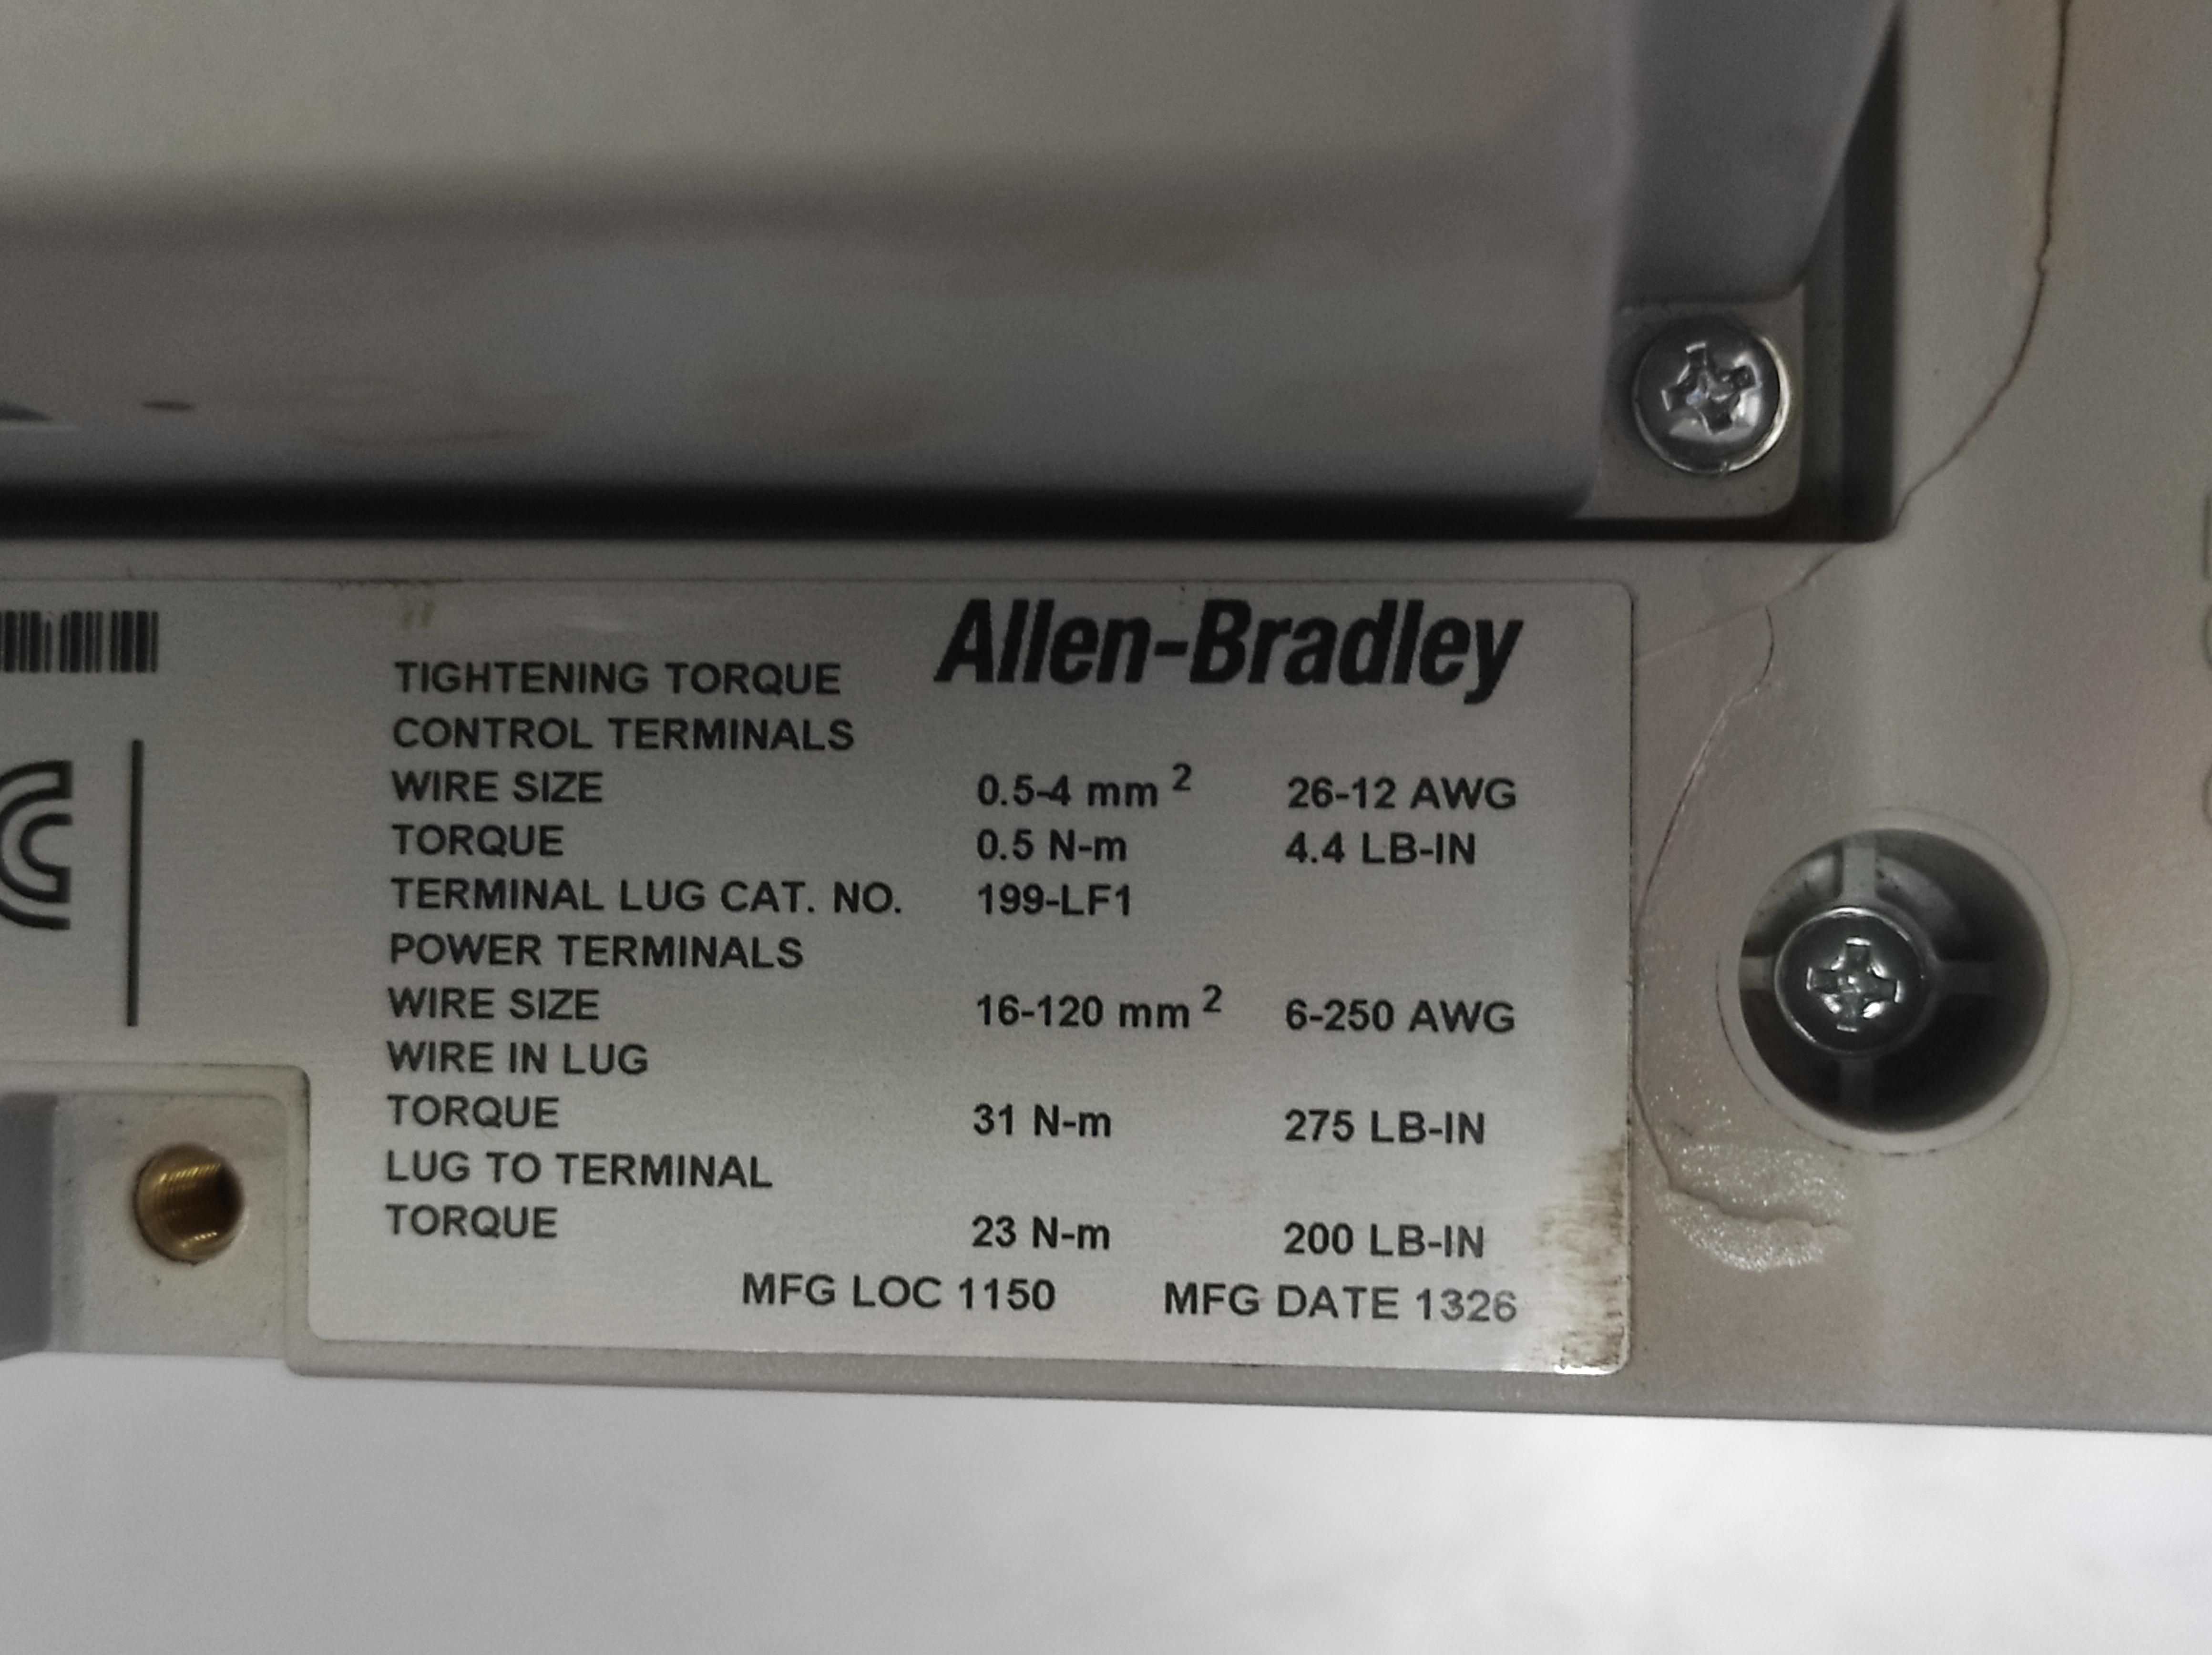 Allen-Bradley
TIGHTENING TORQUE
CONTROL TERMINALS
WIRE SIZE 0.5-4 mm 2 26-12 AWG
TORQUE 0.5 N-m 4.4 LB-IN
TERMINAL LUG CAT. NO. 199-LF1
POWER TERMINALS
WIRE SIZE 16-120 mm 2 6-250 AWG
WIRE IN LUG
TORQUE 31 N-m 275 LB-IN
LUG TO TERMINAL
TORQUE 23 N-m 200 LB-IN
MFG LOC 1150 MFG DATE 1326